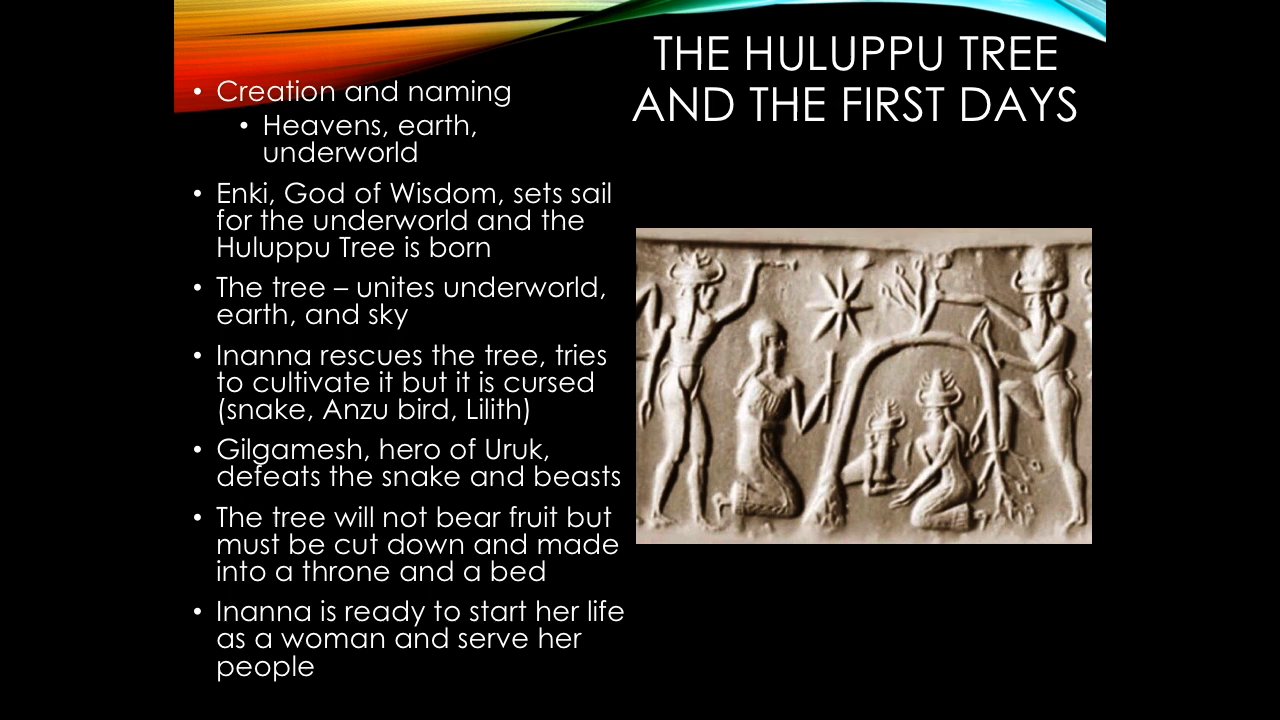 THE HULUPPU TREE
AND THE FIRST DAYS
• Creation and naming
• Heavens, earth,
underworld
• Enki, God of Wisdom, sets sail
for the underworld and the
Huluppu Tree is born
• The tree – unites underworld,
earth, and sky
• Inanna rescues the tree, tries
to cultivate it but it is cursed
(snake, Anzu bird, Lilith)
• Gilgamesh, hero of Uruk,
defeats the snake and beasts
• The tree will not bear fruit but
must be cut down and made
into a throne and a bed
• Inanna is ready to start her life
as a woman and serve her
people